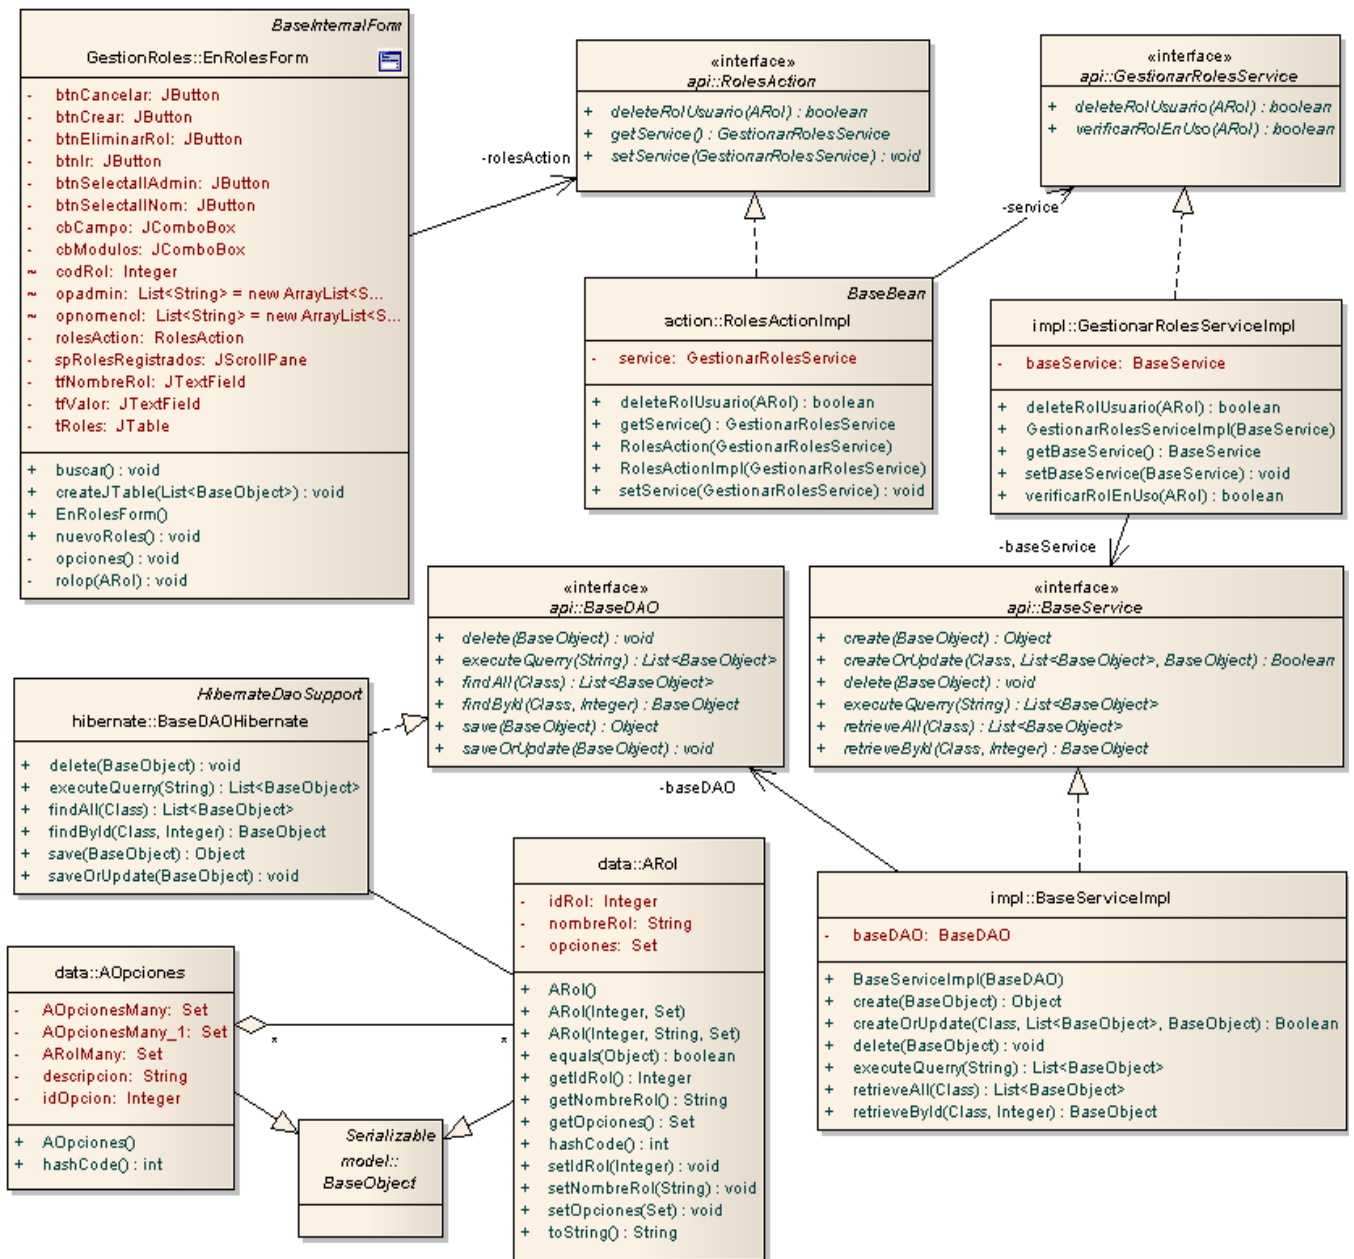 BaseInternalForm
GestionRoles::EnRolesForm
- btnCancelar: JButton
- btnCrear: JButton
- btnEliminarRol: JButton
- btnIr: JButton
- btnSelectallAdmin: JButton
- btnSelectallNom: JButton
- cbCampo: JComboBox
- cbModulos: JComboBox
~ codRol: Integer
~ opadmin: List<String> = new ArrayList<S...
~ opnomencl: List<String> = new ArrayList<S...
- rolesAction: RolesAction
- spRolesRegistrados: JScrollPane
- tfNombreRol: JTextField
- tfValor: JTextField
- tRoles: JTable
+ buscar() : void
+ createJTable(List<BaseObject>) : void
+ EnRolesForm()
+ nuevoRoles() : void
- opciones() : void
- rolop(ARol) : void
-rolesAction
«interface»
api::RolesAction
+ deleteRolUsuario(ARol) : boolean
+ getService() : GestionarRolesService
+ setService(GestionarRolesService) : void
«interface»
api::GestionarRolesService
+ deleteRolUsuario(ARol) : boolean
+ verificarRolEnUso(ARol) : boolean
-service
BaseBean
action::RolesActionImpl
- service: GestionarRolesService
+ deleteRolUsuario(ARol) : boolean
+ getService() : GestionarRolesService
+ RolesAction(GestionarRolesService)
+ RolesActionImpl(GestionarRolesService)
+ setService(GestionarRolesService) : void
impl::GestionarRolesServiceImpl
- baseService: BaseService
+ deleteRolUsuario(ARol) : boolean
+ GestionarRolesServiceImpl(BaseService)
+ getBaseService() : BaseService
+ setBaseService(BaseService) : void
+ verificarRolEnUso(ARol) : boolean
-baseService
«interface»
api::BaseDAO
+ delete(BaseObject) : void
+ executeQuerry(String) : List<BaseObject>
+ findAll(Class) : List<BaseObject>
+ findById(Class, Integer) : BaseObject
+ save(BaseObject) : Object
+ saveOrUpdate(BaseObject) : void
«interface»
api::BaseService
+ create(BaseObject) : Object
+ createOrUpdate(Class, List<BaseObject>, BaseObject) : Boolean
+ delete(BaseObject) : void
+ executeQuerry(String) : List<BaseObject>
+ retrieveAll(Class) : List<BaseObject>
+ retrieveById(Class, Integer) : BaseObject
-baseDAO
HibernateDaoSupport
hibernate::BaseDAOHibernate
+ delete(BaseObject) : void
+ executeQuerry(String) : List<BaseObject>
+ findAll(Class) : List<BaseObject>
+ findById(Class, Integer) : BaseObject
+ save(BaseObject) : Object
+ saveOrUpdate(BaseObject) : void
data::ARol
- idRol: Integer
- nombreRol: String
- opciones: Set
+ ARol()
+ ARol(Integer, Set)
+ ARol(Integer, String, Set)
+ equals(Object) : boolean
+ getIdRol() : Integer
+ getNombreRol() : String
+ getOpciones() : Set
+ hashCode() : int
+ setIdRol(Integer) : void
+ setNombreRol(String) : void
+ setOpciones(Set) : void
+ toString() : String
impl::BaseServiceImpl
- baseDAO: BaseDAO
+ BaseServiceImpl(BaseDAO)
+ create(BaseObject) : Object
+ createOrUpdate(Class, List<BaseObject>, BaseObject) : Boolean
+ delete(BaseObject) : void
+ executeQuerry(String) : List<BaseObject>
+ retrieveAll(Class) : List<BaseObject>
+ retrieveById(Class, Integer) : BaseObject
data::AOpciones
- AOpcionesMany: Set
- AOpcionesMany_1: Set
- ARolMany: Set
- descripcion: String
- idOpcion: Integer
+ AOpciones()
+ hashCode() : int
* *
Serializable
model::
BaseObject